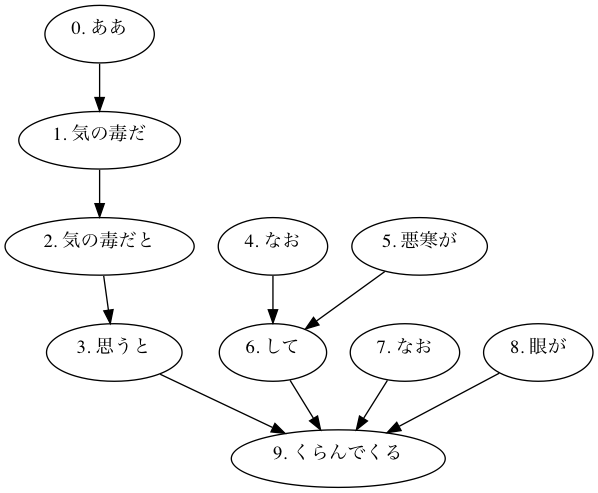 0. ああ
1. 気の毒だ
2. 気の毒だと
4. なお
5. 悪寒が
3. 思うと
6. して
7. なお
8. 眼が
9. くらんでくる